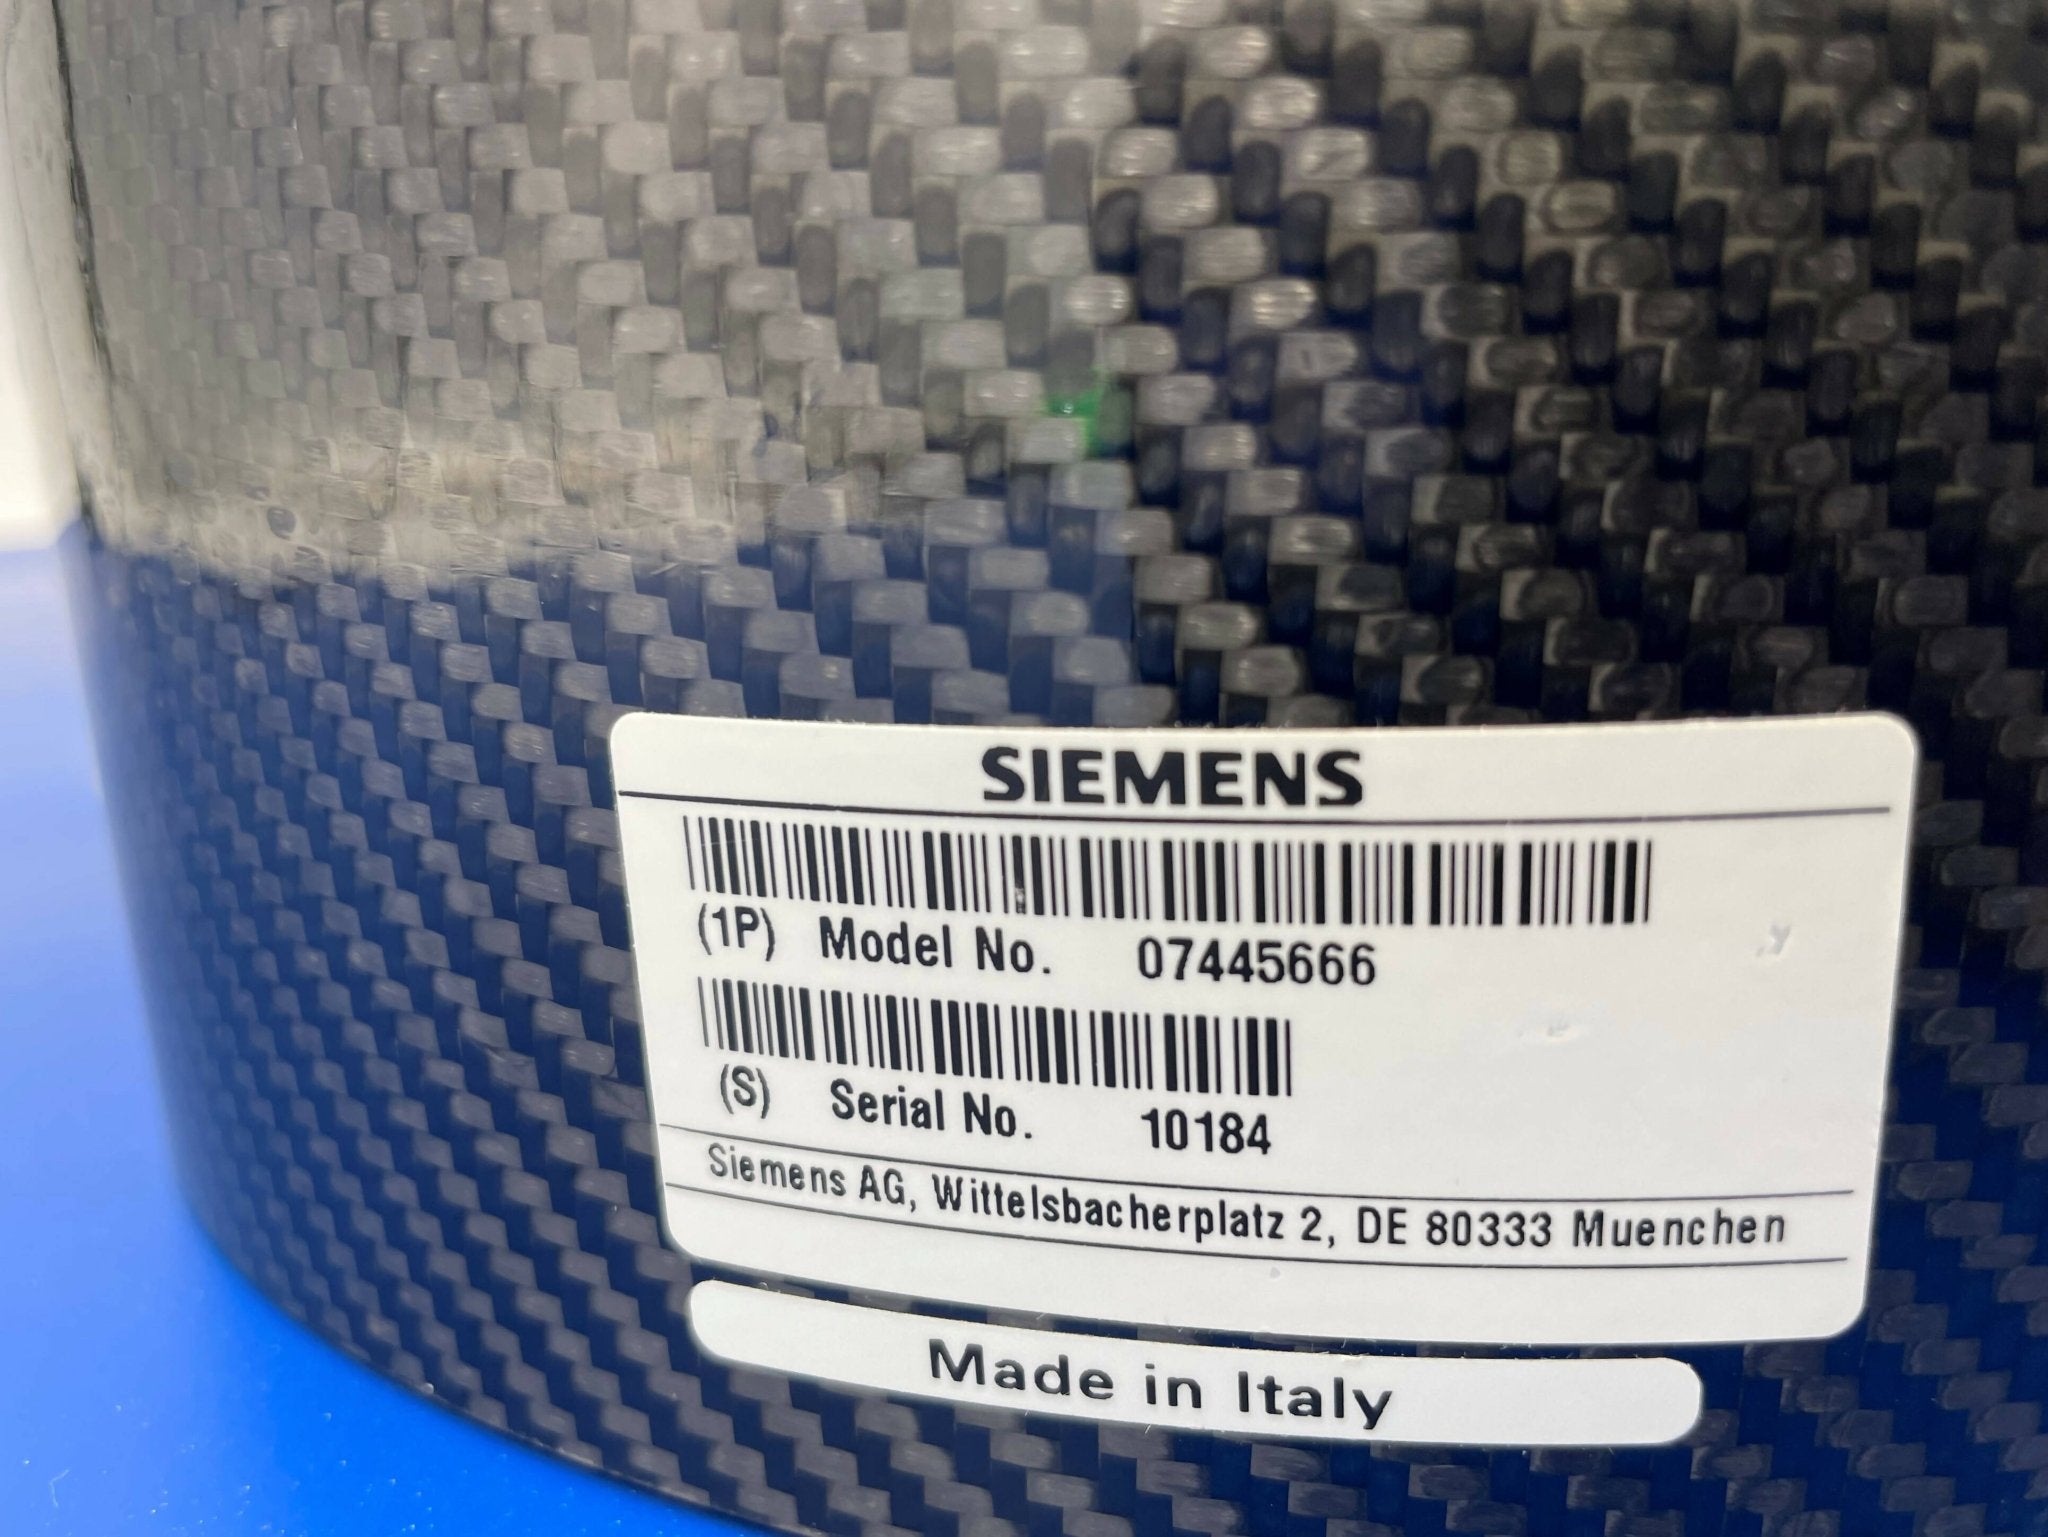 SIEMENS
(1P) Model No. 07445666
(S) Serial No. 10184
Siemens AG, Wittelsbacherplatz 2, DE 80333 Muenchen
Made in Italy